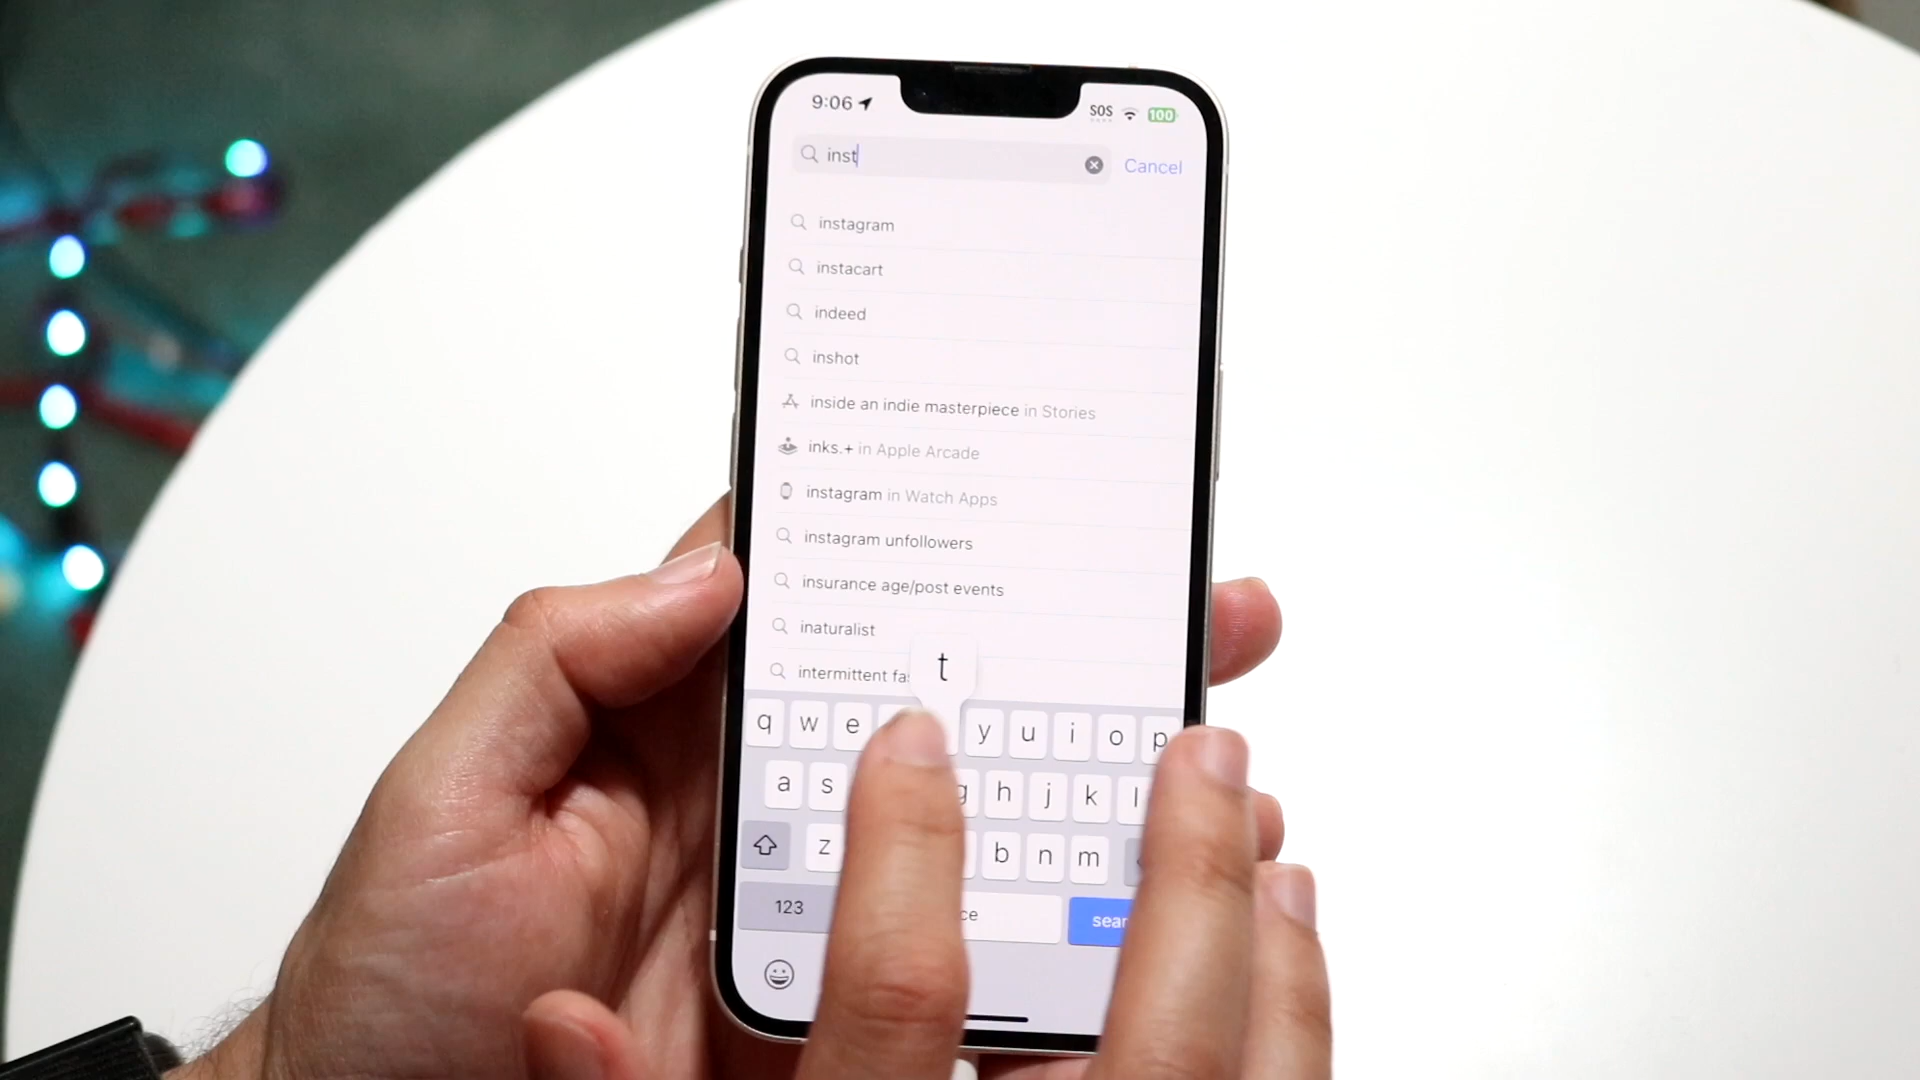 9:06 SOS 100
inst Cancel
instagram
instacart
indeed
inshot
inside an indie masterpiece in Stories
inks.+ in Apple Arcade
instagram in Watch Apps
instagram unfollowers
insurance age/post events
inaturalist
intermittent fa
t
q w e y u i o p
a s g h j k l
z b n m
123 ce sear